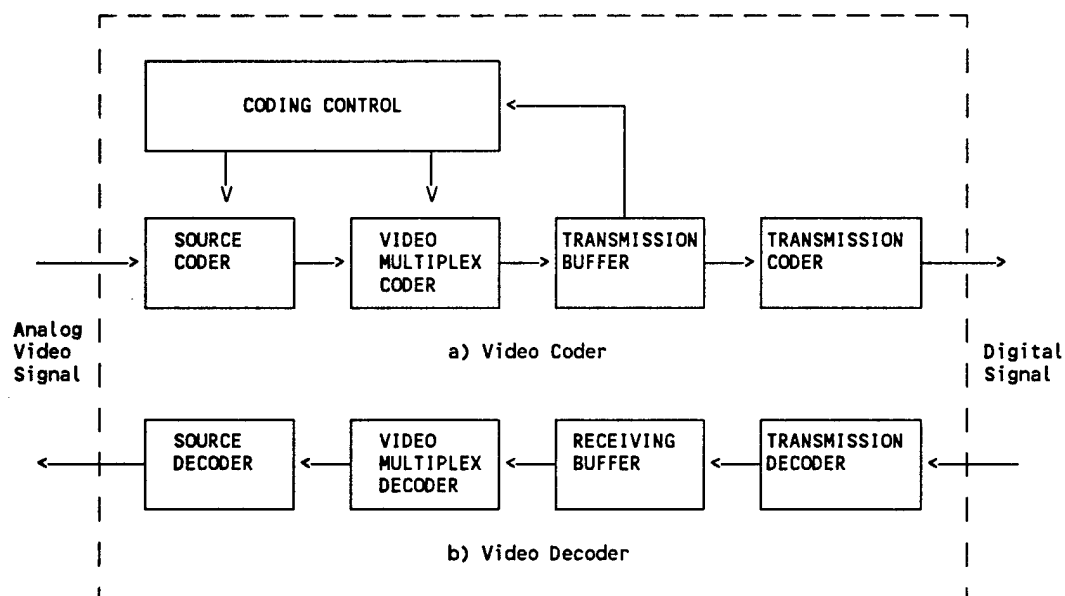 CODING CONTROL
SOURCE
CODER
VIDEO
MULTIPLEX
CODER
TRANSMISSION
BUFFER
TRANSMISSION
CODER
Analog
Video
Signal
a) Video Coder
Digital
Signal
SOURCE
DECODER
VIDEO
MULTIPLEX
DECODER
RECEIVING
BUFFER
TRANSMISSION
DECODER
b) Video Decoder